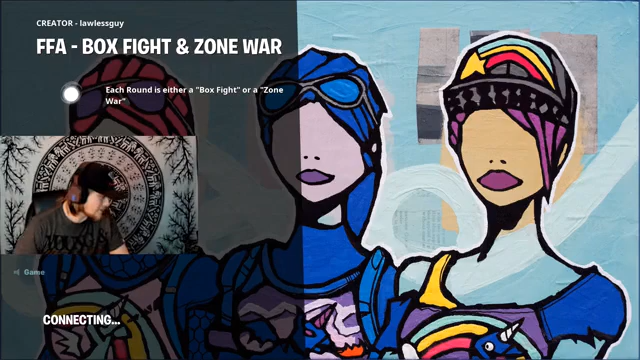 CREATOR - lawlessguy
FFA - BOX FIGHT & ZONE WAR
Each Round is either a "Box Fight" or a "Zone
War"
Game
CONNECTING...